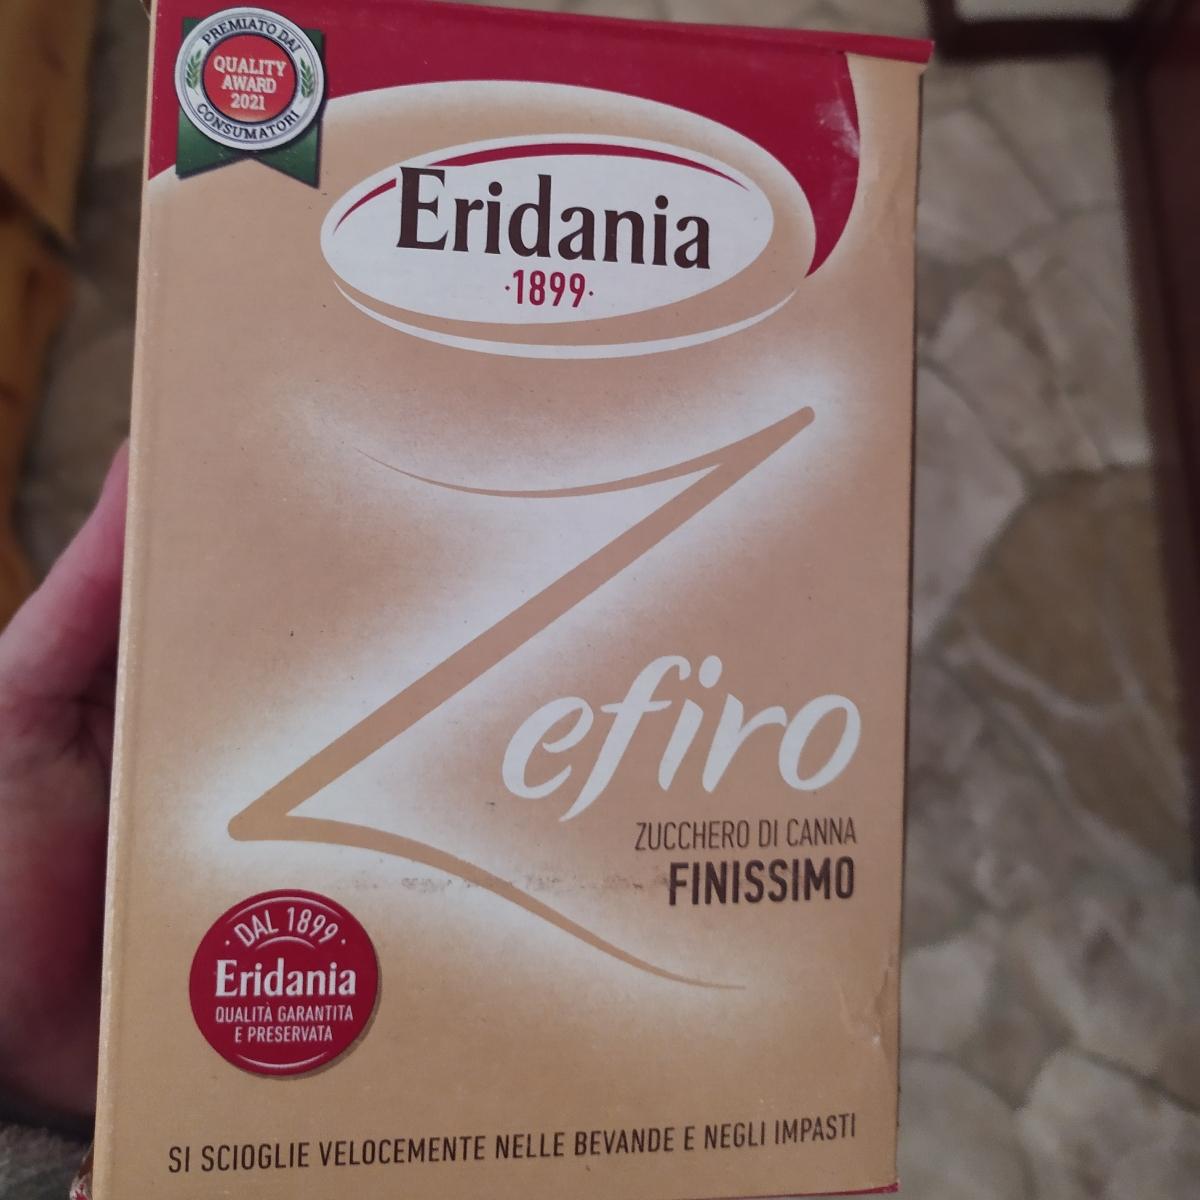 PREMIATO DAI
QUALITY
AWARD
2021
CONSUMATORI
Eridania
·1899·
Zefiro
ZUCCHERO DI CANNA
FINISSIMO
· DAL 1899 ·
Eridania
QUALITÀ GARANTITA
E PRESERVATA
SI SCIOGLIE VELOCEMENTE NELLE BEVANDE E NEGLI IMPASTI